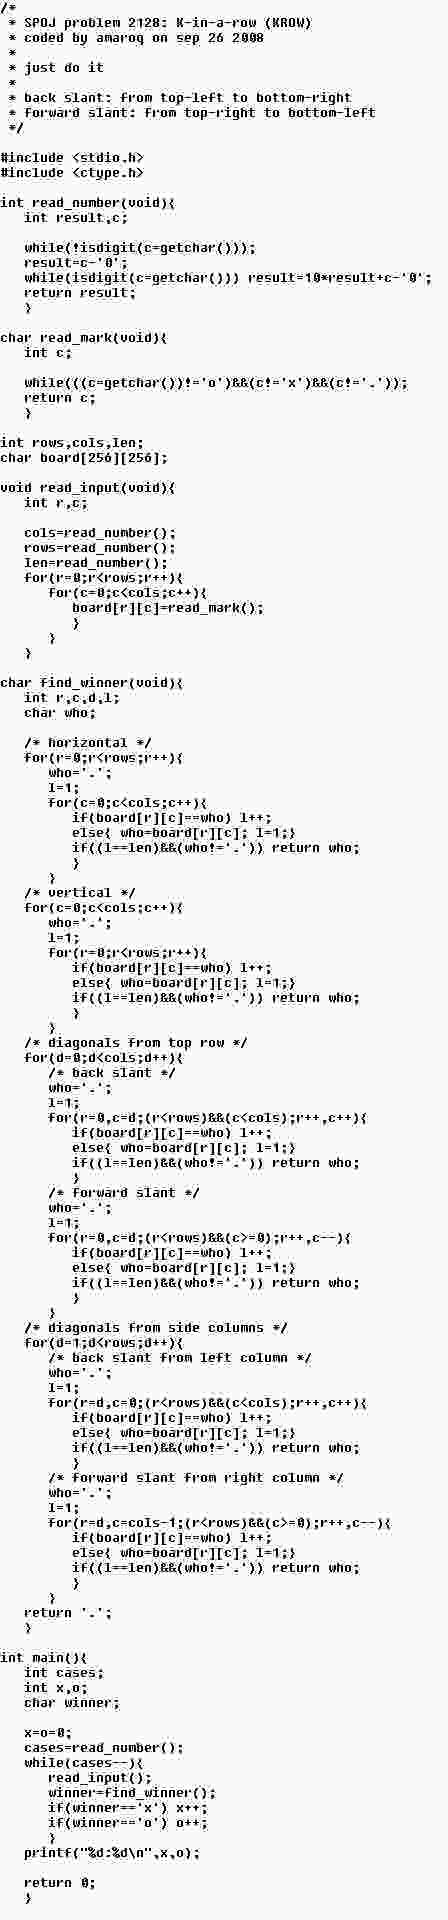 /*
 * SPOJ problem 2128: K-in-a-row (KROW)
 * coded by amaroq on sep 26 2008
 *
 * just do it
 *
 * back slant: from top-left to bottom-right
 * forward slant: from top-right to bottom-left
 */

#include <stdio.h>
#include <ctype.h>

int read_number(void){
   int result,c;

   while(!isdigit(c=getchar()));
   result=c-'0';
   while(isdigit(c=getchar())) result=10*result+c-'0';
   return result;
   }

char read_mark(void){
   int c;

   while(((c=getchar())!='o')&&(c!='x')&&(c!='.'));
   return c;
   }

int rows,cols,len;
char board[256][256];

void read_input(void){
   int r,c;

   cols=read_number();
   rows=read_number();
   len=read_number();
   for(r=0;r<rows;r++){
      for(c=0;c<cols;c++){
         board[r][c]=read_mark();
         }
      }
   }

char find_winner(void){
   int r,c,d,l;
   char who;

   /* horizontal */
   for(r=0;r<rows;r++){
      who='.';
      l=1;
      for(c=0;c<cols;c++){
         if(board[r][c]==who) l++;
         else{ who=board[r][c]; l=1;}
         if((l==len)&&(who!='.')) return who;
         }
      }
   /* vertical */
   for(c=0;c<cols;c++){
      who='.';
      l=1;
      for(r=0;r<rows;r++){
         if(board[r][c]==who) l++;
         else{ who=board[r][c]; l=1;}
         if((l==len)&&(who!='.')) return who;
         }
      }
   /* diagonals from top row */
   for(d=0;d<cols;d++){
      /* back slant */
      who='.';
      l=1;
      for(r=0,c=d;(r<rows)&&(c<cols);r++,c++){
         if(board[r][c]==who) l++;
         else{ who=board[r][c]; l=1;}
         if((l==len)&&(who!='.')) return who;
         }
      /* forward slant */
      who='.';
      l=1;
      for(r=0,c=d;(r<rows)&&(c>=0);r++,c--){
         if(board[r][c]==who) l++;
         else{ who=board[r][c]; l=1;}
         if((l==len)&&(who!='.')) return who;
         }
      }
   /* diagonals from side columns */
   for(d=1;d<rows;d++){
      /* back slant from left column */
      who='.';
      l=1;
      for(r=d,c=0;(r<rows)&&(c<cols);r++,c++){
         if(board[r][c]==who) l++;
         else{ who=board[r][c]; l=1;}
         if((l==len)&&(who!='.')) return who;
         }
      /* forward slant from right column */
      who='.';
      l=1;
      for(r=d,c=cols-1;(r<rows)&&(c>=0);r++,c--){
         if(board[r][c]==who) l++;
         else{ who=board[r][c]; l=1;}
         if((l==len)&&(who!='.')) return who;
         }
      }
   return '.';
   }

int main(){
   int cases;
   int x,o;
   char winner;

   x=o=0;
   cases=read_number();
   while(cases--){
      read_input();
      winner=find_winner();
      if(winner=='x') x++;
      if(winner=='o') o++;
      }
   printf("%d:%d\n",x,o);

   return 0;
   }